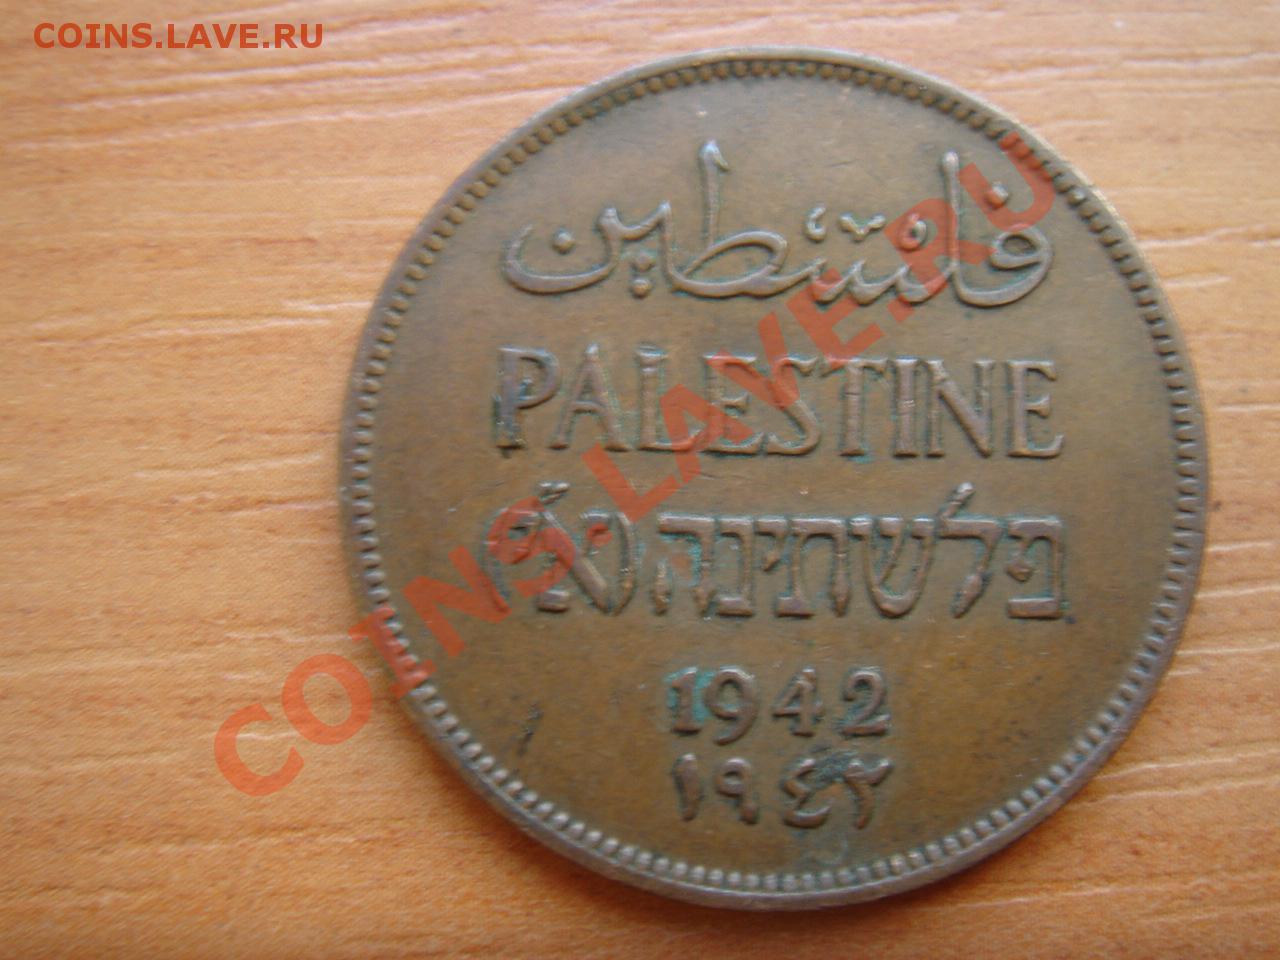 COINS.LAVE.RU
فلسطين
PALESTINE
פלשתינה (א״י)
1942
١٩٤٢
COINS.LAVE.RU